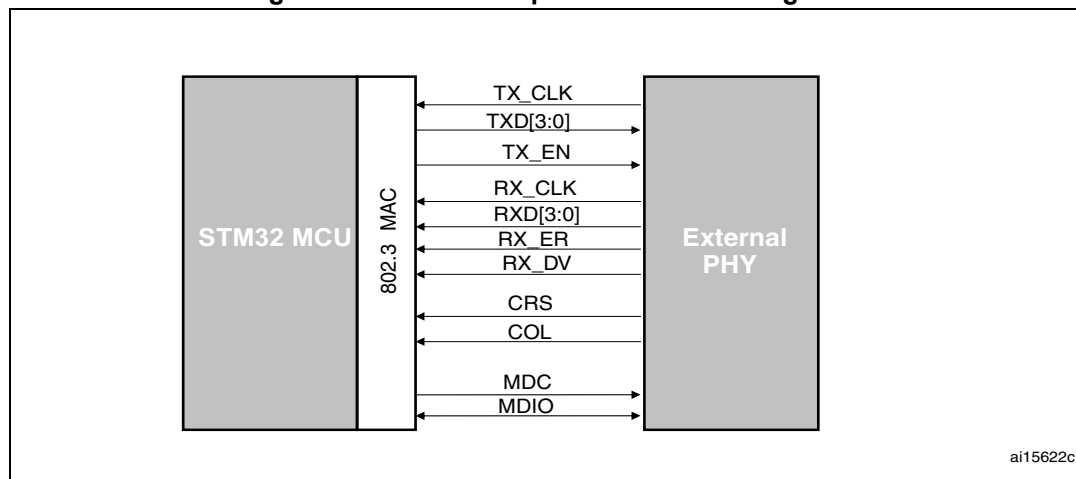 STM32 MCU
802.3 MAC
TX_CLK
TXD[3:0]
TX_EN
RX_CLK
RXD[3:0]
RX_ER
RX_DV
CRS
COL
MDC
MDIO
External
PHY
ai15622c